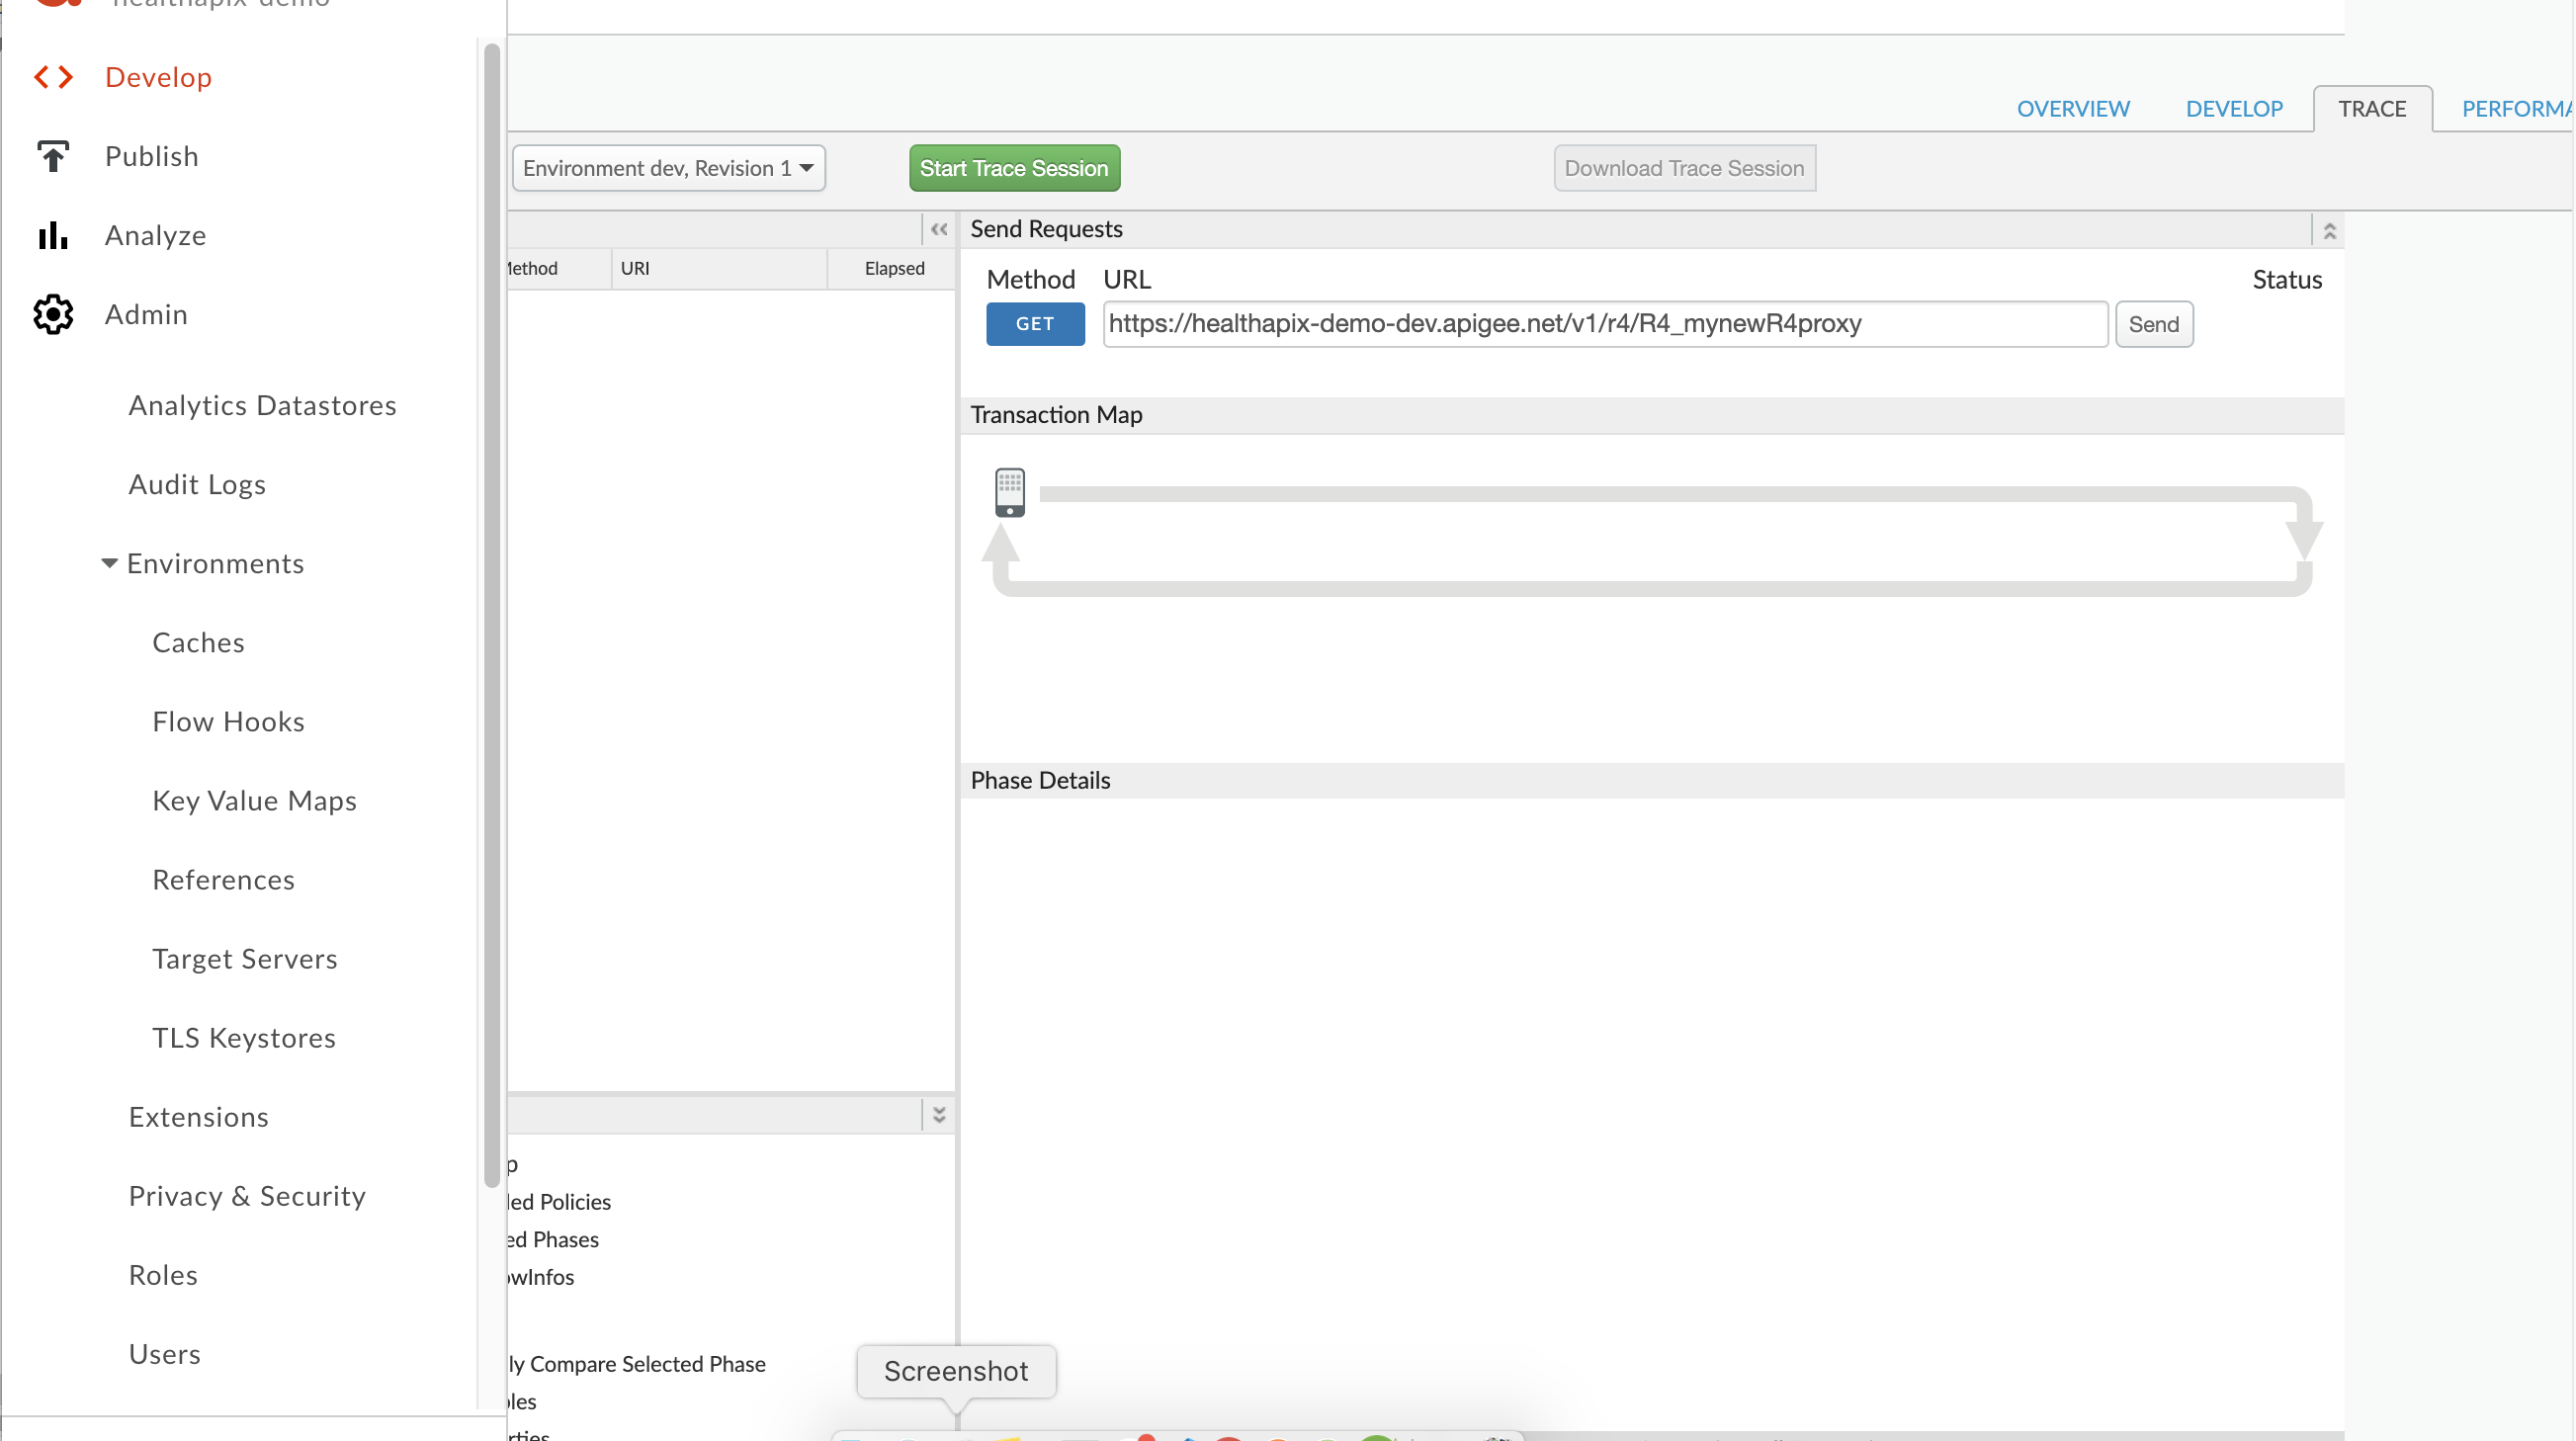 healthapix-demo
Develop
Publish
Analyze
Admin
Analytics Datastores
Audit Logs
Environments
Caches
Flow Hooks
Key Value Maps
References
Target Servers
TLS Keystores
Extensions
Privacy & Security
Roles
Users
OVERVIEW DEVELOP TRACE PERFORMA
Environment dev, Revision 1 Start Trace Session Download Trace Session
Method URI Elapsed
Send Requests
Method URL Status
GET https://healthapix-demo-dev.apigee.net/v1/r4/R4_mynewR4proxy Send
Transaction Map
Phase Details
p
led Policies
ed Phases
owInfos
ly Compare Selected Phase
les
rties
Screenshot